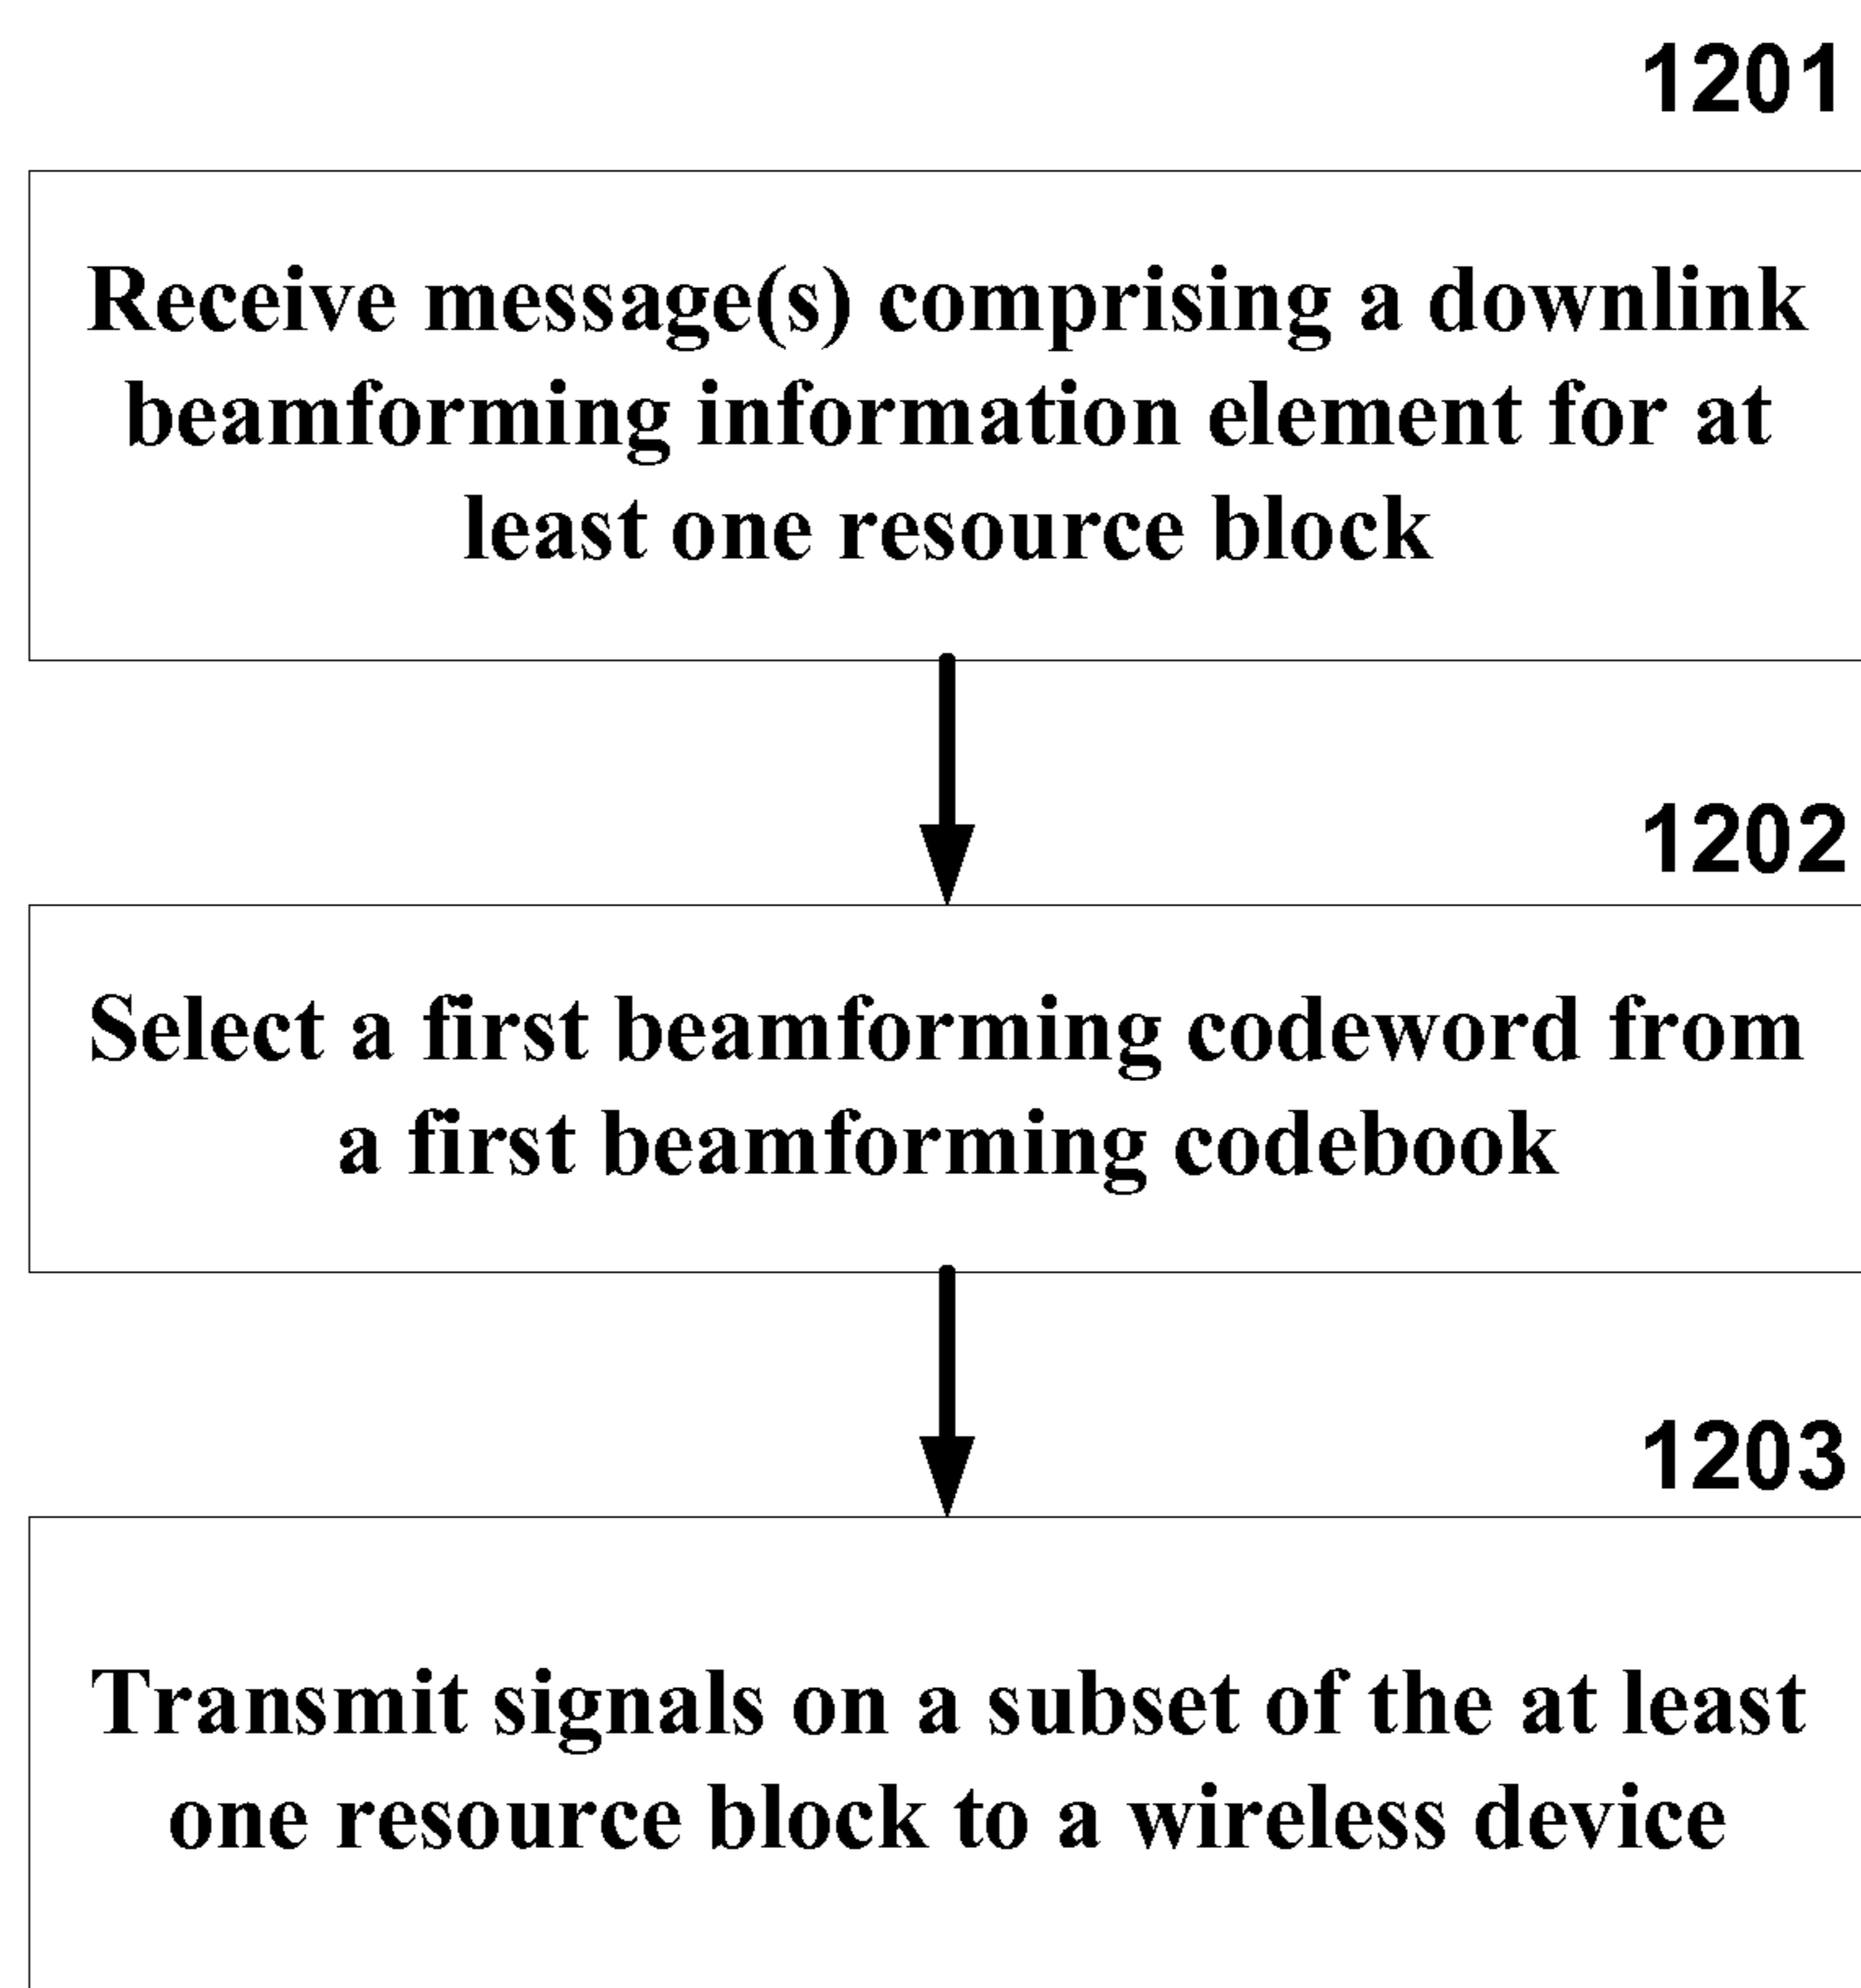 1201
Receive message(s) comprising a downlink
beamforming information element for at
least one resource block
1202
Select a first beamforming codeword from
a first beamforming codebook
1203
Transmit signals on a subset of the at least
one resource block to a wireless device